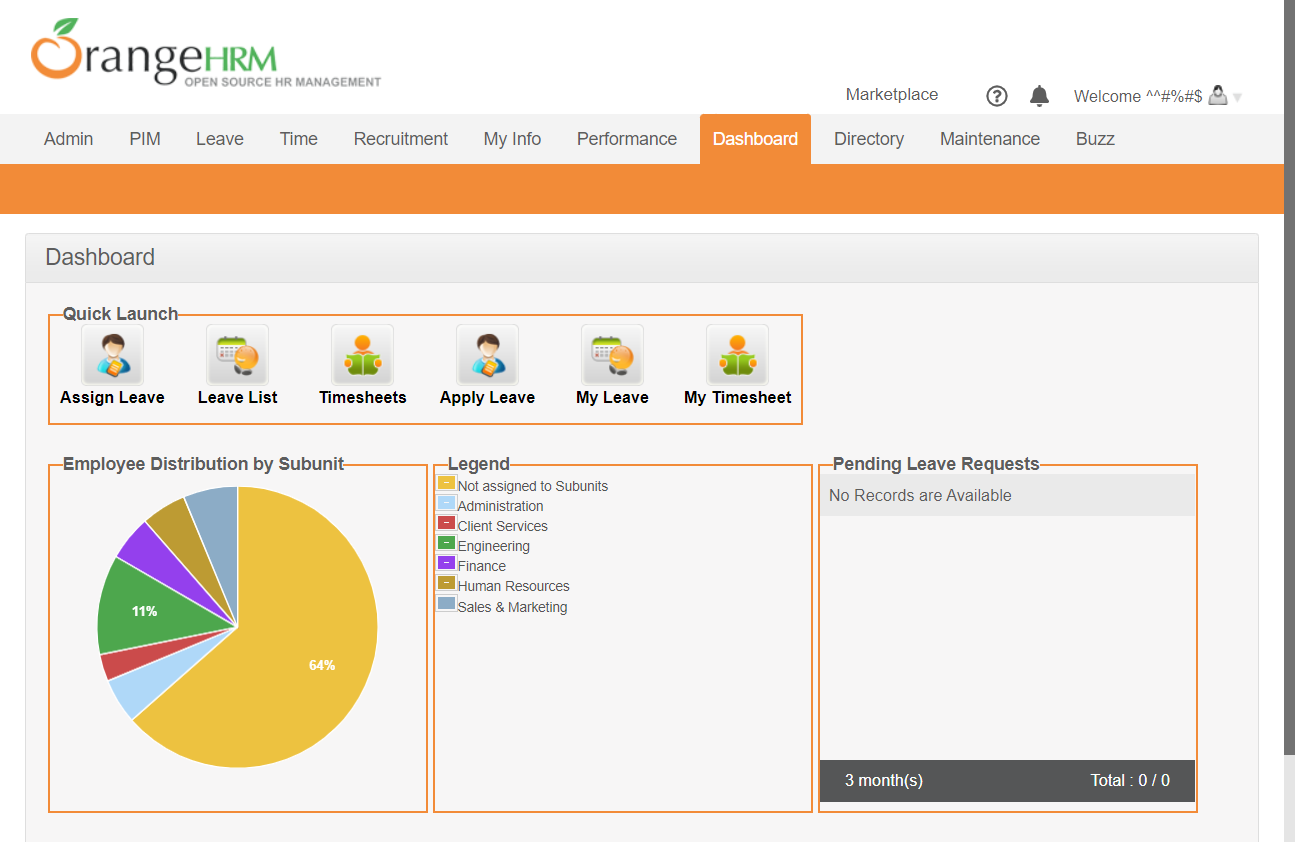 OrangeHRM
OPEN SOURCE HR MANAGEMENT
Marketplace ? Welcome ^^#%#$
Admin PIM Leave Time Recruitment My Info Performance Dashboard Directory Maintenance Buzz
Dashboard
Quick Launch
Assign Leave Leave List Timesheets Apply Leave My Leave My Timesheet
Employee Distribution by Subunit
11%
64%
Legend
Not assigned to Subunits
Administration
Client Services
Engineering
Finance
Human Resources
Sales & Marketing
Pending Leave Requests
No Records are Available
3 month(s) Total : 0 / 0